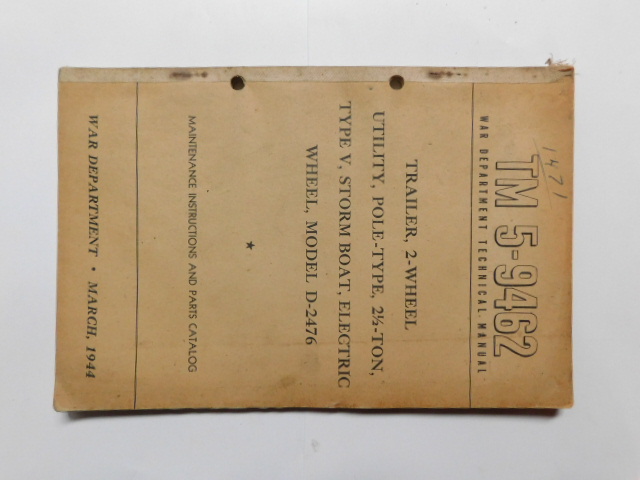 1471
TM 5-9462
WAR DEPARTMENT TECHNICAL MANUAL
TRAILER, 2-WHEEL
UTILITY, POLE-TYPE, 2½-TON,
TYPE V, STORM BOAT, ELECTRIC
WHEEL, MODEL D-2476
★
MAINTENANCE INSTRUCTIONS AND PARTS CATALOG
WAR DEPARTMENT • MARCH, 1944